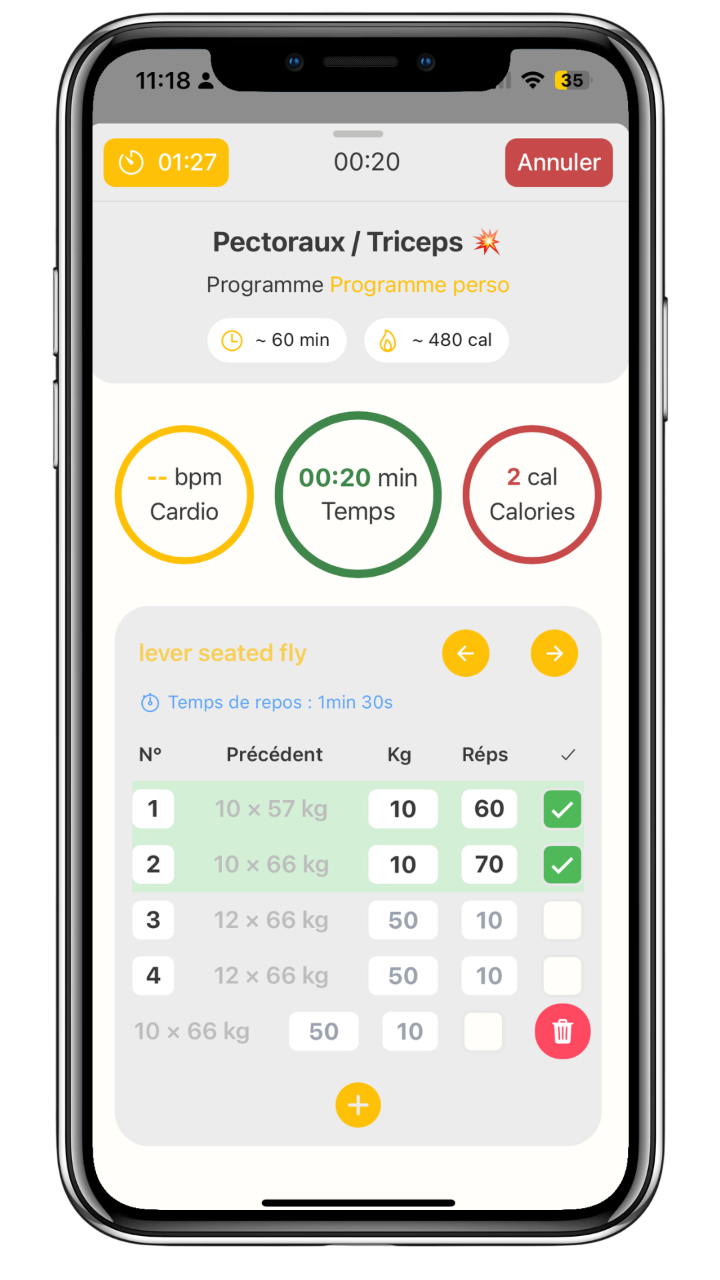 11:18 35
01:27 00:20 Annuler
Pectoraux / Triceps 💥
Programme Programme perso
~ 60 min ~ 480 cal
-- bpm 00:20 min 2 cal
Cardio Temps Calories
lever seated fly
Temps de repos : 1min 30s
N° Précédent Kg Réps ✓
1 10 × 57 kg 10 60
2 10 × 66 kg 10 70
3 12 × 66 kg 50 10
4 12 × 66 kg 50 10
10 × 66 kg 50 10